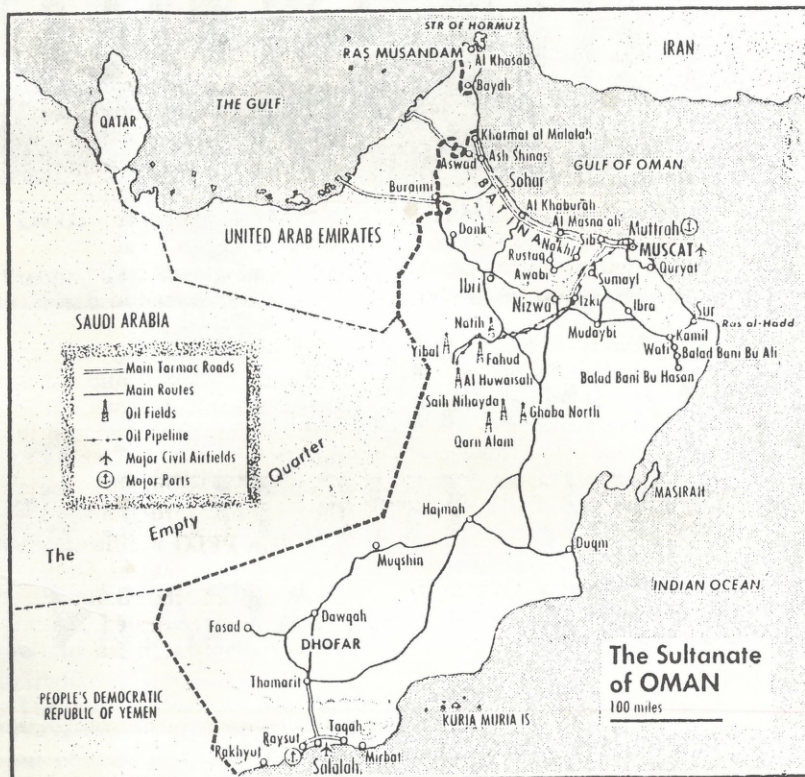 STR OF HORMUZ
RAS MUSANDAM
Al Khasab
IRAN
Bayah
THE GULF
QATAR
Khatmat al Malalah
Aswad
Ash Shinas
GULF OF OMAN
Sohar
Buraimi
BATTINA
Al Khaburah
Al Masna'ah
Muttrah
UNITED ARAB EMIRATES
Dank
Nakhl
Sib
MUSCAT
Rustaq
Awabi
Sumayl
Quryat
Ibri
Nizwa
Izki
Ibra
Sur
Ras al-Hadd
SAUDI ARABIA
Natih
Mudaybi
Kamil
Yibal
Fahud
Wafi
Balad Bani Bu Ali
Al Huwaisah
Balad Bani Bu Hasan
Main Tarmac Roads
Main Routes
Oil Fields
Oil Pipeline
Major Civil Airfields
Major Ports
Saih Nihayda
Ghaba North
Qarn Alam
The Empty Quarter
MASIRAH
Hajmah
Duqm
Muqshin
INDIAN OCEAN
Fasad
Dawqah
DHOFAR
The Sultanate
of OMAN
100 miles
Thamarit
PEOPLE'S DEMOCRATIC
REPUBLIC OF YEMEN
KURIA MURIA IS
Rakhyut
Raysut
Taqah
Mirbat
Salalah